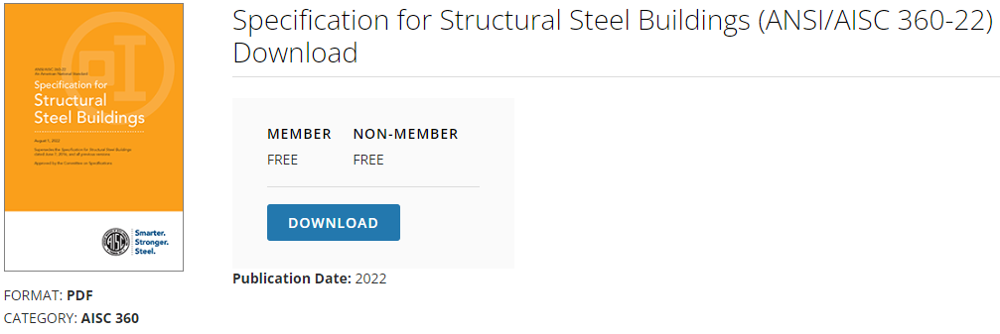 Specification for Structural Steel Buildings (ANSI/AISC 360-22)
Download
ANSI/AISC 360-22
An American National Standard
Specification for
Structural
Steel Buildings
August 1, 2022
Supersedes the Specification for Structural Steel Buildings
dated July 7, 2016, and all previous versions
Approved by the Committee on Specifications
AISC
Smarter.
Stronger.
Steel.
FORMAT: PDF
CATEGORY: AISC 360
MEMBER NON-MEMBER
FREE FREE
DOWNLOAD
Publication Date: 2022